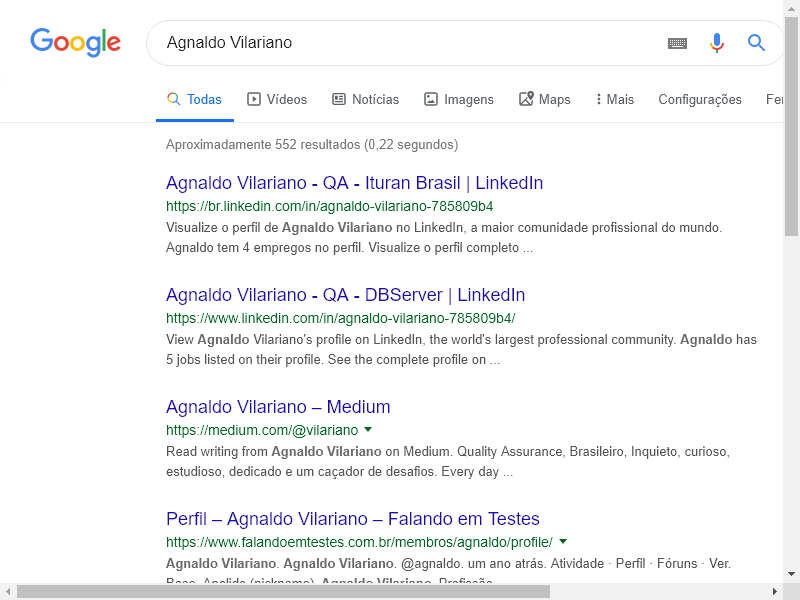 Google
Agnaldo Vilariano
Todas Vídeos Notícias Imagens Maps Mais Configurações Fer
Aproximadamente 552 resultados (0,22 segundos)
Agnaldo Vilariano - QA - Ituran Brasil | LinkedIn
https://br.linkedin.com/in/agnaldo-vilariano-785809b4
Visualize o perfil de Agnaldo Vilariano no LinkedIn, a maior comunidade profissional do mundo.
Agnaldo tem 4 empregos no perfil. Visualize o perfil completo ...
Agnaldo Vilariano - QA - DBServer | LinkedIn
https://www.linkedin.com/in/agnaldo-vilariano-785809b4/
View Agnaldo Vilariano's profile on LinkedIn, the world's largest professional community. Agnaldo has
5 jobs listed on their profile. See the complete profile on ...
Agnaldo Vilariano – Medium
https://medium.com/@vilariano
Read writing from Agnaldo Vilariano on Medium. Quality Assurance, Brasileiro, Inquieto, curioso,
estudioso, dedicado e um caçador de desafios. Every day ...
Perfil – Agnaldo Vilariano – Falando em Testes
https://www.falandoemtestes.com.br/membros/agnaldo/profile/
Agnaldo Vilariano. Agnaldo Vilariano. @agnaldo. um ano atrás. Atividade · Perfil · Fóruns · Ver.
Base. Apelido (nickname). Agnaldo Vilariano. Profissão